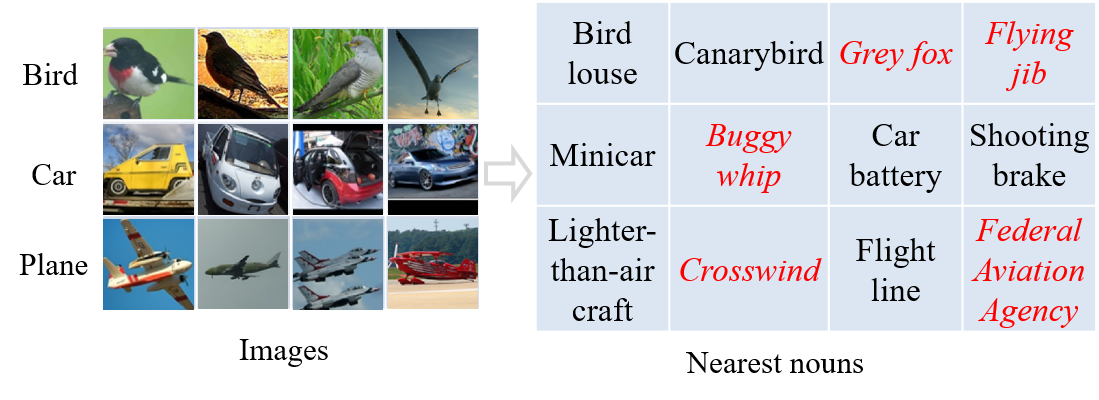 Bird
Car
Plane
Images
Bird
louse
Canarybird
Grey fox
Flying
jib
Minicar
Buggy
whip
Car
battery
Shooting
brake
Lighter-
than-air
craft
Crosswind
Flight
line
Federal
Aviation
Agency
Nearest nouns